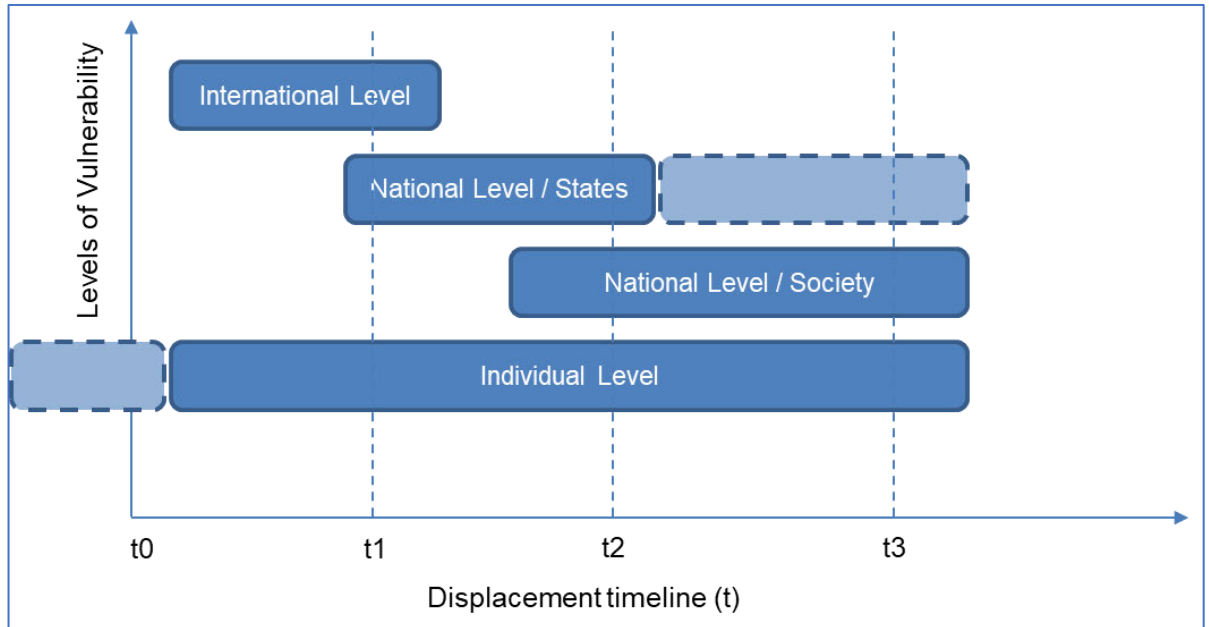 Levels of Vulnerability
International Level
National Level / States
National Level / Society
Individual Level
t0 t1 t2 t3
Displacement timeline (t)